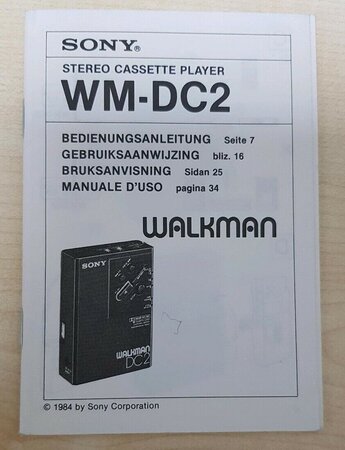 SONY®
STEREO CASSETTE PLAYER
WM-DC2
BEDIENUNGSANLEITUNG Seite 7
GEBRUIKSAANWIJZING bliz. 16
BRUKSANVISNING Sidan 25
MANUALE D'USO pagina 34
WALKMAN
SONY
WALKMAN
DC2
© 1984 by Sony Corporation